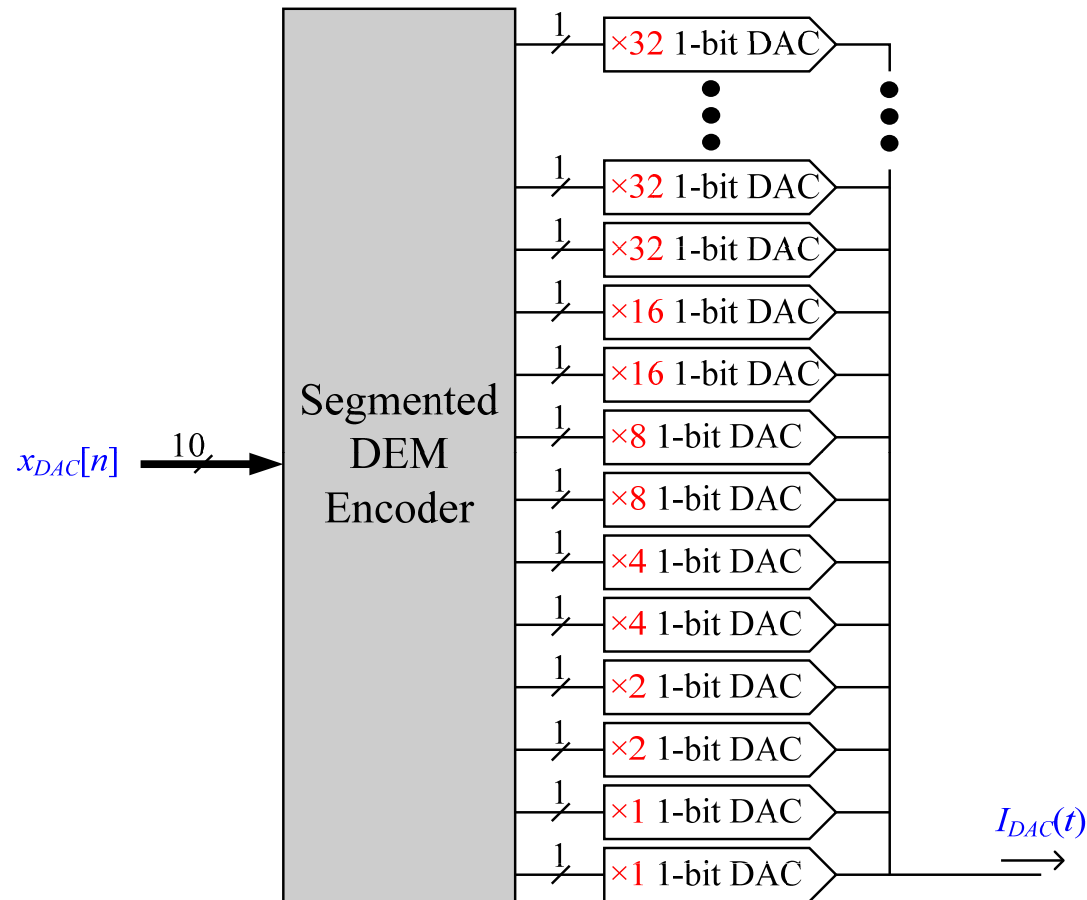 1
×32 1-bit DAC
1
×32 1-bit DAC
1
×32 1-bit DAC
1
×16 1-bit DAC
1
×16 1-bit DAC
1
×8 1-bit DAC
1
×8 1-bit DAC
1
×4 1-bit DAC
1
×4 1-bit DAC
1
×2 1-bit DAC
1
×2 1-bit DAC
1
×1 1-bit DAC
1
×1 1-bit DAC
Segmented
DEM
Encoder
x_DAC[n]
10
I_DAC(t)